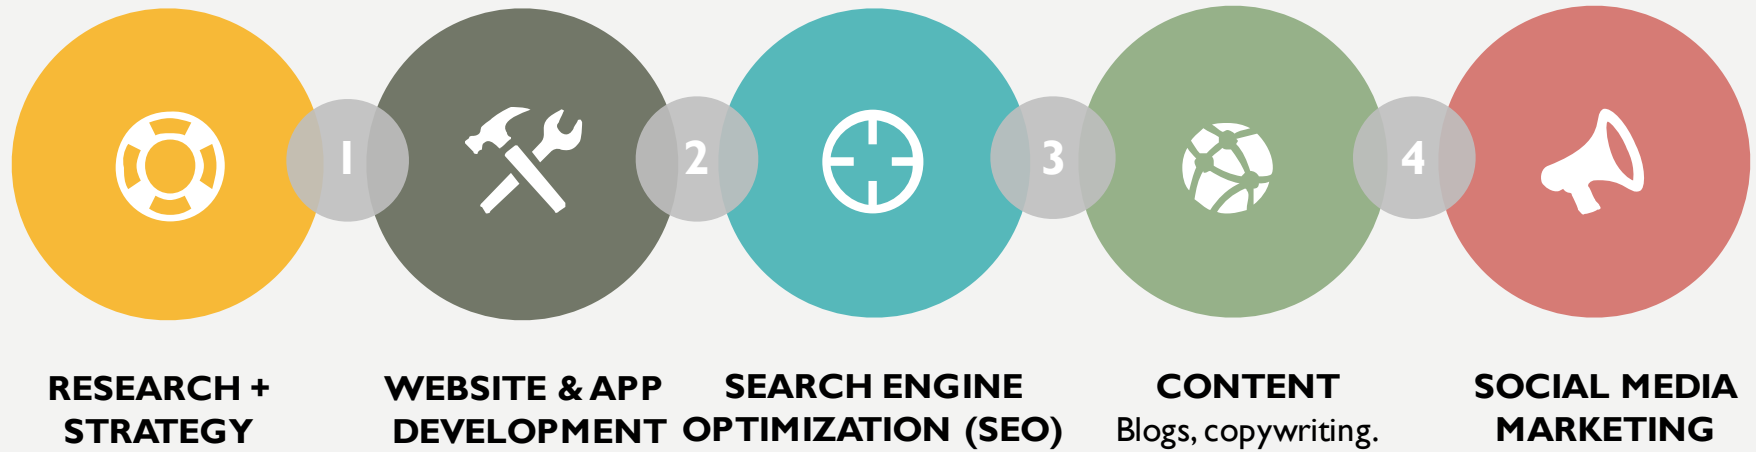 1
2
3
4
RESEARCH +
STRATEGY
WEBSITE & APP
DEVELOPMENT
SEARCH ENGINE
OPTIMIZATION (SEO)
CONTENT
Blogs, copywriting.
SOCIAL MEDIA
MARKETING